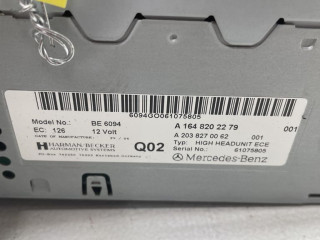 6094GO061075805
Model No.: BE 6094 A 164 820 22 79 001
EC: 126 12 Volt A 203 827 00 62 001
HARMAN/BECKER AUTOMOTIVE SYSTEMS Q02 Typ: HIGH HEADUNIT ECE
Serial No.: 61075805
Mercedes-Benz